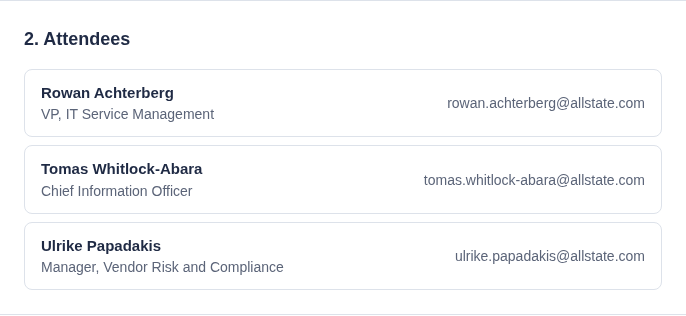 2. Attendees
Rowan Achterberg
VP, IT Service Management
rowan.achterberg@allstate.com
Tomas Whitlock-Abara
Chief Information Officer
tomas.whitlock-abara@allstate.com
Ulrike Papadakis
Manager, Vendor Risk and Compliance
ulrike.papadakis@allstate.com